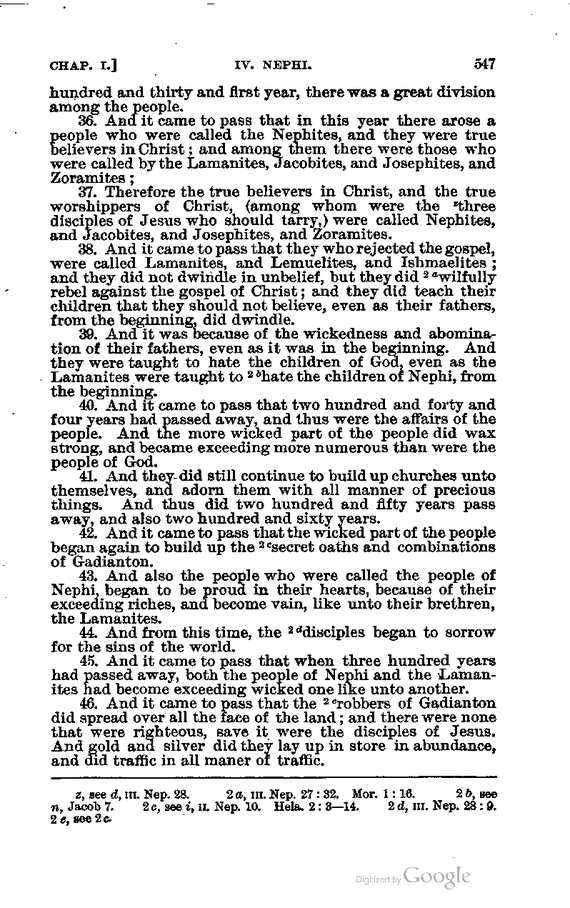 CHAP. I.] IV. NEPHI. 547
hundred and thirty and first year, there was a great division
among the people.
36. And it came to pass that in this year there arose a
people who were called the Nephites, and they were true
believers in Christ; and among them there were those who
were called by the Lamanites, Jacobites, and Josephites, and
Zoramites;
37. Therefore the true believers in Christ, and the true
worshippers of Christ, (among whom were the ᶻthree
disciples of Jesus who should tarry,) were called Nephites,
and Jacobites, and Josephites, and Zoramites.
38. And it came to pass that they who rejected the gospel,
were called Lamanites, and Lemuelites, and Ishmaelites;
and they did not dwindle in unbelief, but they did ²ᵃwilfully
rebel against the gospel of Christ; and they did teach their
children that they should not believe, even as their fathers,
from the beginning, did dwindle.
39. And it was because of the wickedness and abomina-
tion of their fathers, even as it was in the beginning. And
they were taught to hate the children of God, even as the
Lamanites were taught to ²ᵇhate the children of Nephi, from
the beginning.
40. And it came to pass that two hundred and forty and
four years had passed away, and thus were the affairs of the
people. And the more wicked part of the people did wax
strong, and became exceeding more numerous than were the
people of God.
41. And they did still continue to build up churches unto
themselves, and adorn them with all manner of precious
things. And thus did two hundred and fifty years pass
away, and also two hundred and sixty years.
42. And it came to pass that the wicked part of the people
began again to build up the ²ᶜsecret oaths and combinations
of Gadianton.
43. And also the people who were called the people of
Nephi, began to be proud in their hearts, because of their
exceeding riches, and become vain, like unto their brethren,
the Lamanites.
44. And from this time, the ²ᵈdisciples began to sorrow
for the sins of the world.
45. And it came to pass that when three hundred years
had passed away, both the people of Nephi and the Laman-
ites had become exceeding wicked one like unto another.
46. And it came to pass that the ²ᵉrobbers of Gadianton
did spread over all the face of the land; and there were none
that were righteous, save it were the disciples of Jesus.
And gold and silver did they lay up in store in abundance,
and did traffic in all maner of traffic.
z, see d, III. Nep. 28. 2 a, III. Nep. 27: 32. Mor. 1: 16. 2 b, see
n, Jacob 7. 2 c, see i, II. Nep. 10. Hela. 2: 3—14. 2 d, III. Nep. 28: 9.
2 e, see 2 c.
Digitized by Google